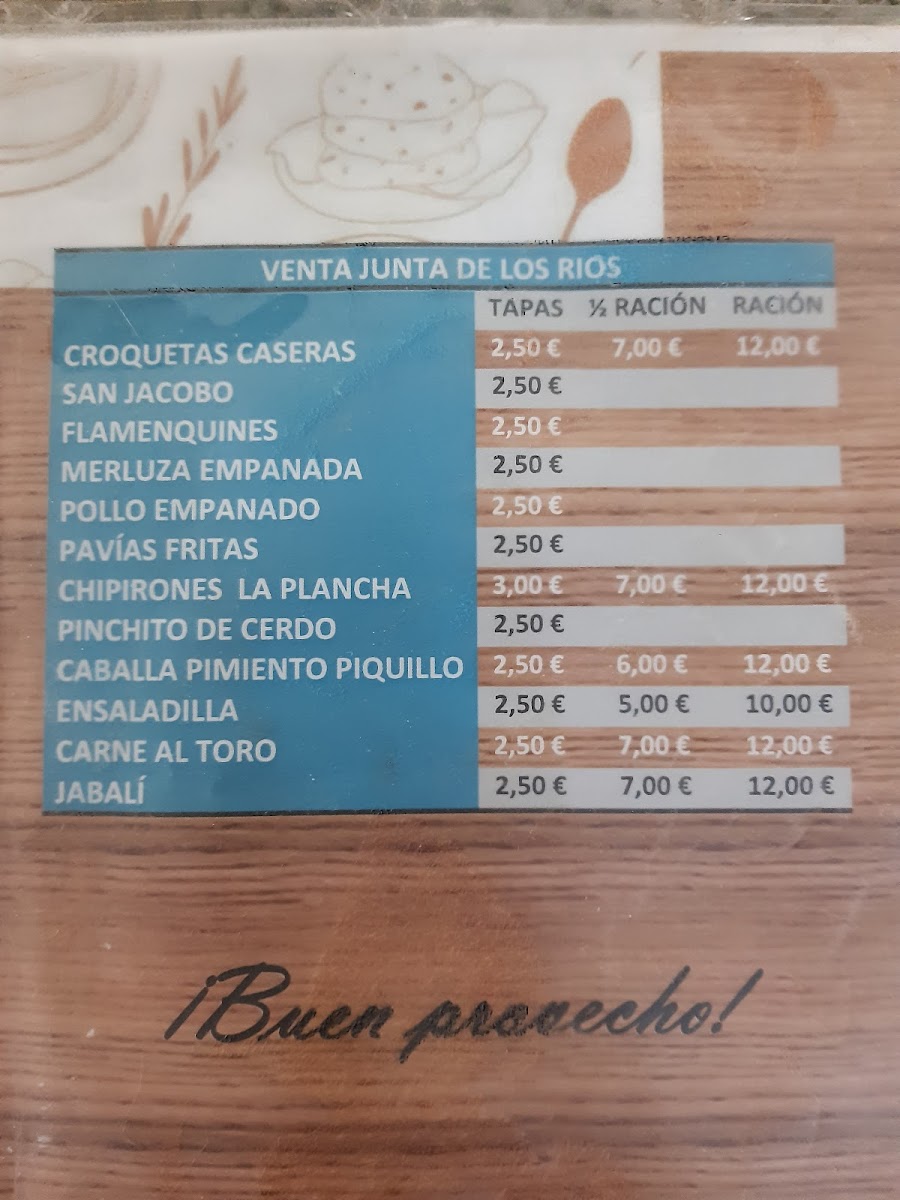 VENTA JUNTA DE LOS RIOS
TAPAS ½ RACIÓN RACIÓN
CROQUETAS CASERAS 2,50 € 7,00 € 12,00 €
SAN JACOBO 2,50 €
FLAMENQUINES 2,50 €
MERLUZA EMPANADA 2,50 €
POLLO EMPANADO 2,50 €
PAVÍAS FRITAS 2,50 €
CHIPIRONES LA PLANCHA 3,00 € 7,00 € 12,00 €
PINCHITO DE CERDO 2,50 €
CABALLA PIMIENTO PIQUILLO 2,50 € 6,00 € 12,00 €
ENSALADILLA 2,50 € 5,00 € 10,00 €
CARNE AL TORO 2,50 € 7,00 € 12,00 €
JABALÍ 2,50 € 7,00 € 12,00 €
¡Buen provecho!